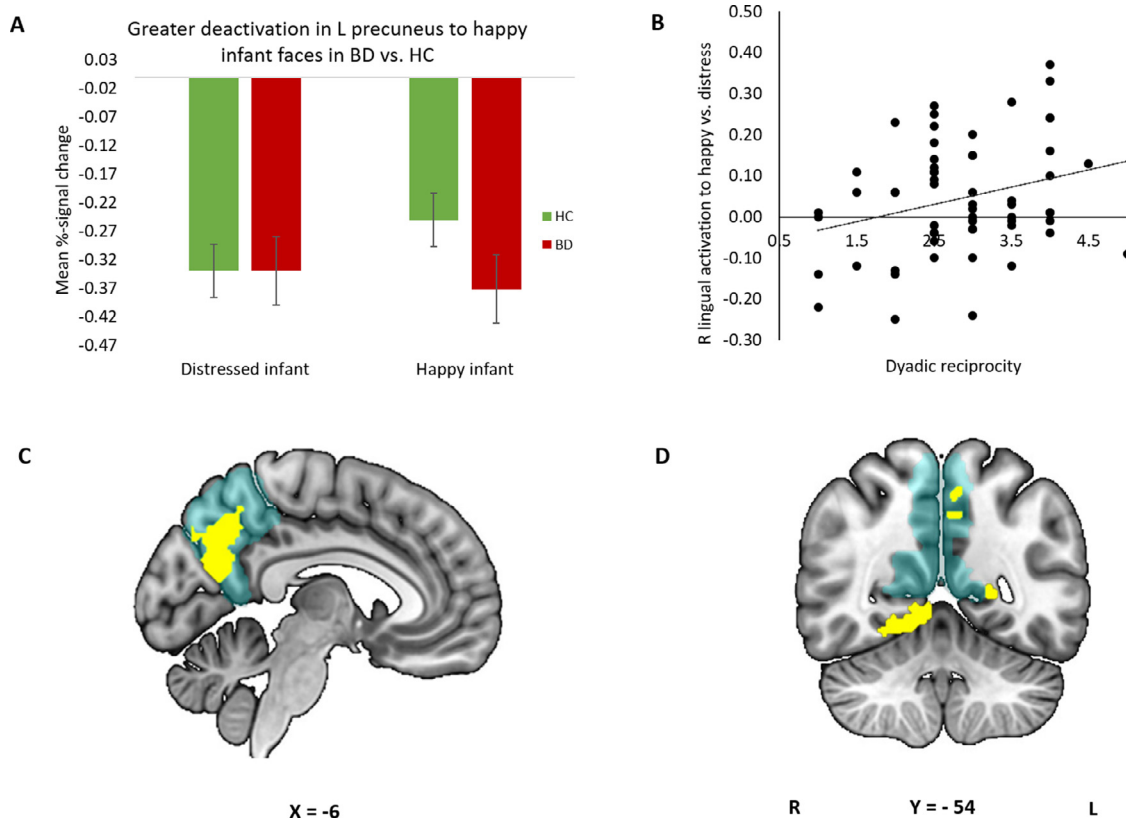 A
Greater deactivation in L precuneus to happy
infant faces in BD vs. HC
Mean %-signal change
0.03
-0.02
-0.07
-0.12
-0.17
-0.22
-0.27
-0.32
-0.37
-0.42
-0.47
HC
BD
Distressed infant
Happy infant
B
R lingual activation to happy vs. distress
0.50
0.40
0.30
0.20
0.10
0.00
-0.10
-0.20
-0.30
0.5
1.5
2.5
3.5
4.5
Dyadic reciprocity
C
X = -6
D
R
Y = - 54
L